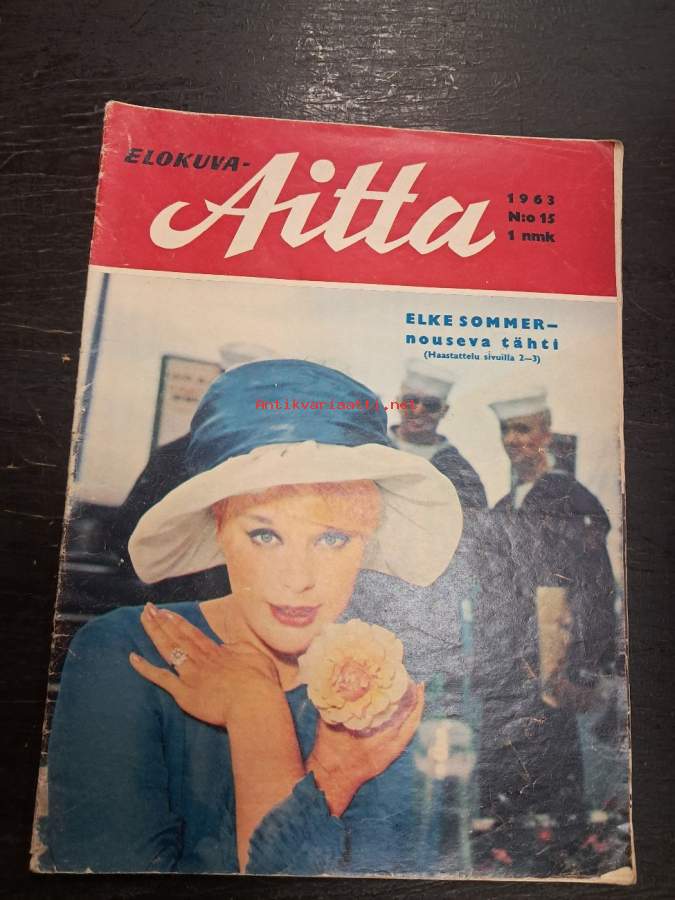 ELOKUVA-
Aitta
1963
N:o 15
1 nmk
ELKE SOMMER—
nouseva tähti
(Haastattelu sivuilla 2—3)
Antikvariaatti.net